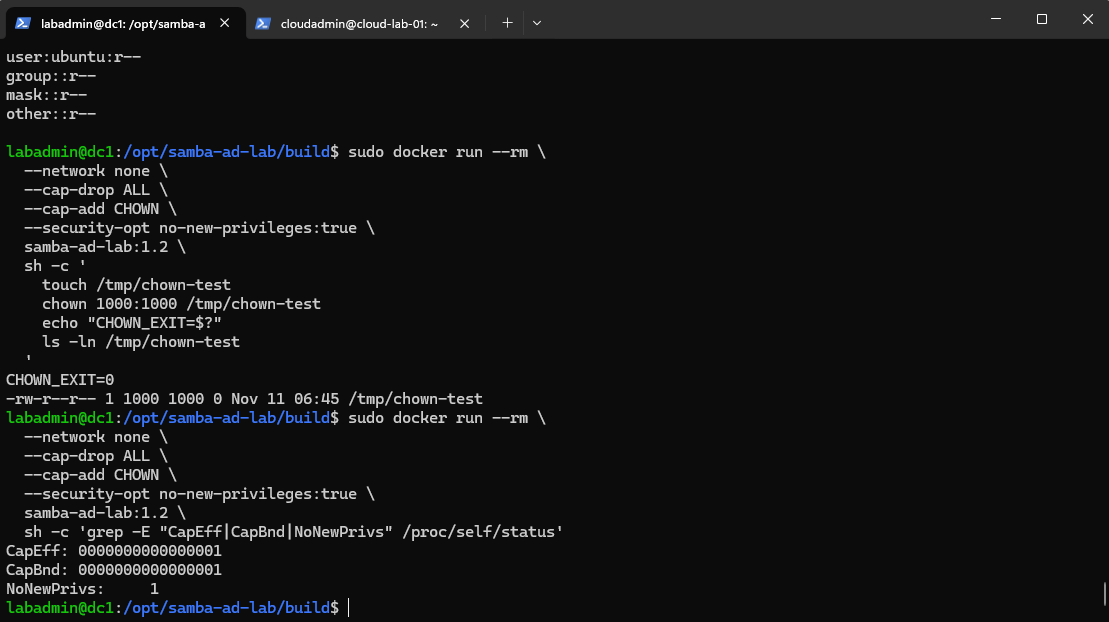 labadmin@dc1: /opt/samba-a
cloudadmin@cloud-lab-01: ~
user:ubuntu:r--
group::r--
mask::r--
other::r--
labadmin@dc1:/opt/samba-ad-lab/build$ sudo docker run --rm \
  --network none \
  --cap-drop ALL \
  --cap-add CHOWN \
  --security-opt no-new-privileges:true \
  samba-ad-lab:1.2 \
  sh -c '
    touch /tmp/chown-test
    chown 1000:1000 /tmp/chown-test
    echo "CHOWN_EXIT=$?"
    ls -ln /tmp/chown-test
  '
CHOWN_EXIT=0
-rw-r--r-- 1 1000 1000 0 Nov 11 06:45 /tmp/chown-test
labadmin@dc1:/opt/samba-ad-lab/build$ sudo docker run --rm \
  --network none \
  --cap-drop ALL \
  --cap-add CHOWN \
  --security-opt no-new-privileges:true \
  samba-ad-lab:1.2 \
  sh -c 'grep -E "CapEff|CapBnd|NoNewPrivs" /proc/self/status'
CapEff: 0000000000000001
CapBnd: 0000000000000001
NoNewPrivs:     1
labadmin@dc1:/opt/samba-ad-lab/build$